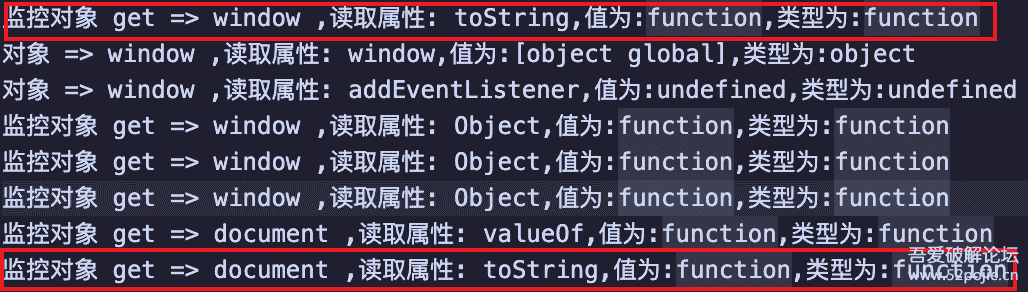 监控对象 get => window ,读取属性: toString,值为:function,类型为:function
对象 => window ,读取属性: window,值为:[object global],类型为:object
对象 => window ,读取属性: addEventListener,值为:undefined,类型为:undefined
监控对象 get => window ,读取属性: Object,值为:function,类型为:function
监控对象 get => window ,读取属性: Object,值为:function,类型为:function
监控对象 get => window ,读取属性: Object,值为:function,类型为:function
监控对象 get => document ,读取属性: valueOf,值为:function,类型为:function
监控对象 get => document ,读取属性: toString,值为:function,类型为:function
吾爱破解论坛
www.52pojie.cn